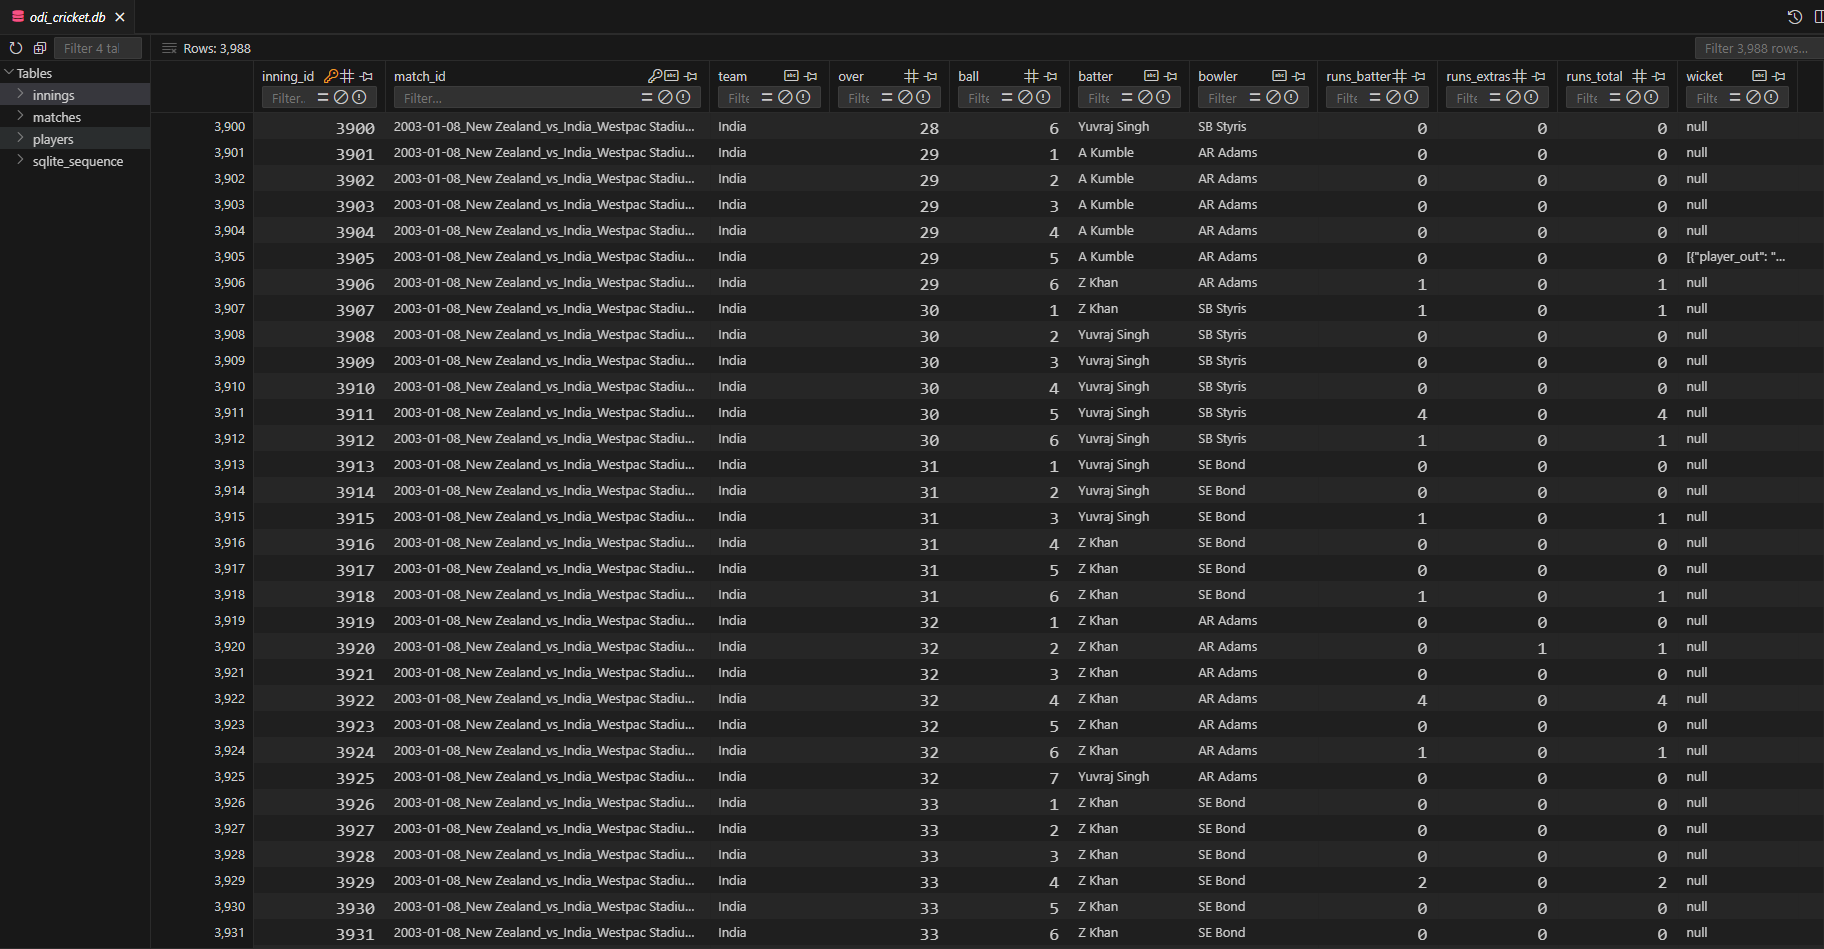 odi_cricket.db
Filter 4 tal
Rows: 3,988
Filter 3,988 rows...
Tables
innings
matches
players
sqlite_sequence
inning_id match_id team over ball batter bowler runs_batter runs_extras runs_total wicket
Filter.. Filter... Filte Filte Filte Filte Filter Filte Filte Filte Filte
3,900 3900 2003-01-08_New Zealand_vs_India_Westpac Stadiu... India 28 6 Yuvraj Singh SB Styris 0 0 0 null
3,901 3901 2003-01-08_New Zealand_vs_India_Westpac Stadiu... India 29 1 A Kumble AR Adams 0 0 0 null
3,902 3902 2003-01-08_New Zealand_vs_India_Westpac Stadiu... India 29 2 A Kumble AR Adams 0 0 0 null
3,903 3903 2003-01-08_New Zealand_vs_India_Westpac Stadiu... India 29 3 A Kumble AR Adams 0 0 0 null
3,904 3904 2003-01-08_New Zealand_vs_India_Westpac Stadiu... India 29 4 A Kumble AR Adams 0 0 0 null
3,905 3905 2003-01-08_New Zealand_vs_India_Westpac Stadiu... India 29 5 A Kumble AR Adams 0 0 0 [{"player_out": "...
3,906 3906 2003-01-08_New Zealand_vs_India_Westpac Stadiu... India 29 6 Z Khan AR Adams 1 0 1 null
3,907 3907 2003-01-08_New Zealand_vs_India_Westpac Stadiu... India 30 1 Z Khan SB Styris 1 0 1 null
3,908 3908 2003-01-08_New Zealand_vs_India_Westpac Stadiu... India 30 2 Yuvraj Singh SB Styris 0 0 0 null
3,909 3909 2003-01-08_New Zealand_vs_India_Westpac Stadiu... India 30 3 Yuvraj Singh SB Styris 0 0 0 null
3,910 3910 2003-01-08_New Zealand_vs_India_Westpac Stadiu... India 30 4 Yuvraj Singh SB Styris 0 0 0 null
3,911 3911 2003-01-08_New Zealand_vs_India_Westpac Stadiu... India 30 5 Yuvraj Singh SB Styris 4 0 4 null
3,912 3912 2003-01-08_New Zealand_vs_India_Westpac Stadiu... India 30 6 Yuvraj Singh SB Styris 1 0 1 null
3,913 3913 2003-01-08_New Zealand_vs_India_Westpac Stadiu... India 31 1 Yuvraj Singh SE Bond 0 0 0 null
3,914 3914 2003-01-08_New Zealand_vs_India_Westpac Stadiu... India 31 2 Yuvraj Singh SE Bond 0 0 0 null
3,915 3915 2003-01-08_New Zealand_vs_India_Westpac Stadiu... India 31 3 Yuvraj Singh SE Bond 1 0 1 null
3,916 3916 2003-01-08_New Zealand_vs_India_Westpac Stadiu... India 31 4 Z Khan SE Bond 0 0 0 null
3,917 3917 2003-01-08_New Zealand_vs_India_Westpac Stadiu... India 31 5 Z Khan SE Bond 0 0 0 null
3,918 3918 2003-01-08_New Zealand_vs_India_Westpac Stadiu... India 31 6 Z Khan SE Bond 1 0 1 null
3,919 3919 2003-01-08_New Zealand_vs_India_Westpac Stadiu... India 32 1 Z Khan AR Adams 0 0 0 null
3,920 3920 2003-01-08_New Zealand_vs_India_Westpac Stadiu... India 32 2 Z Khan AR Adams 0 1 1 null
3,921 3921 2003-01-08_New Zealand_vs_India_Westpac Stadiu... India 32 3 Z Khan AR Adams 0 0 0 null
3,922 3922 2003-01-08_New Zealand_vs_India_Westpac Stadiu... India 32 4 Z Khan AR Adams 4 0 4 null
3,923 3923 2003-01-08_New Zealand_vs_India_Westpac Stadiu... India 32 5 Z Khan AR Adams 0 0 0 null
3,924 3924 2003-01-08_New Zealand_vs_India_Westpac Stadiu... India 32 6 Z Khan AR Adams 1 0 1 null
3,925 3925 2003-01-08_New Zealand_vs_India_Westpac Stadiu... India 32 7 Yuvraj Singh AR Adams 0 0 0 null
3,926 3926 2003-01-08_New Zealand_vs_India_Westpac Stadiu... India 33 1 Z Khan SE Bond 0 0 0 null
3,927 3927 2003-01-08_New Zealand_vs_India_Westpac Stadiu... India 33 2 Z Khan SE Bond 0 0 0 null
3,928 3928 2003-01-08_New Zealand_vs_India_Westpac Stadiu... India 33 3 Z Khan SE Bond 0 0 0 null
3,929 3929 2003-01-08_New Zealand_vs_India_Westpac Stadiu... India 33 4 Z Khan SE Bond 2 0 2 null
3,930 3930 2003-01-08_New Zealand_vs_India_Westpac Stadiu... India 33 5 Z Khan SE Bond 0 0 0 null
3,931 3931 2003-01-08_New Zealand_vs_India_Westpac Stadiu... India 33 6 Z Khan SE Bond 0 0 0 null